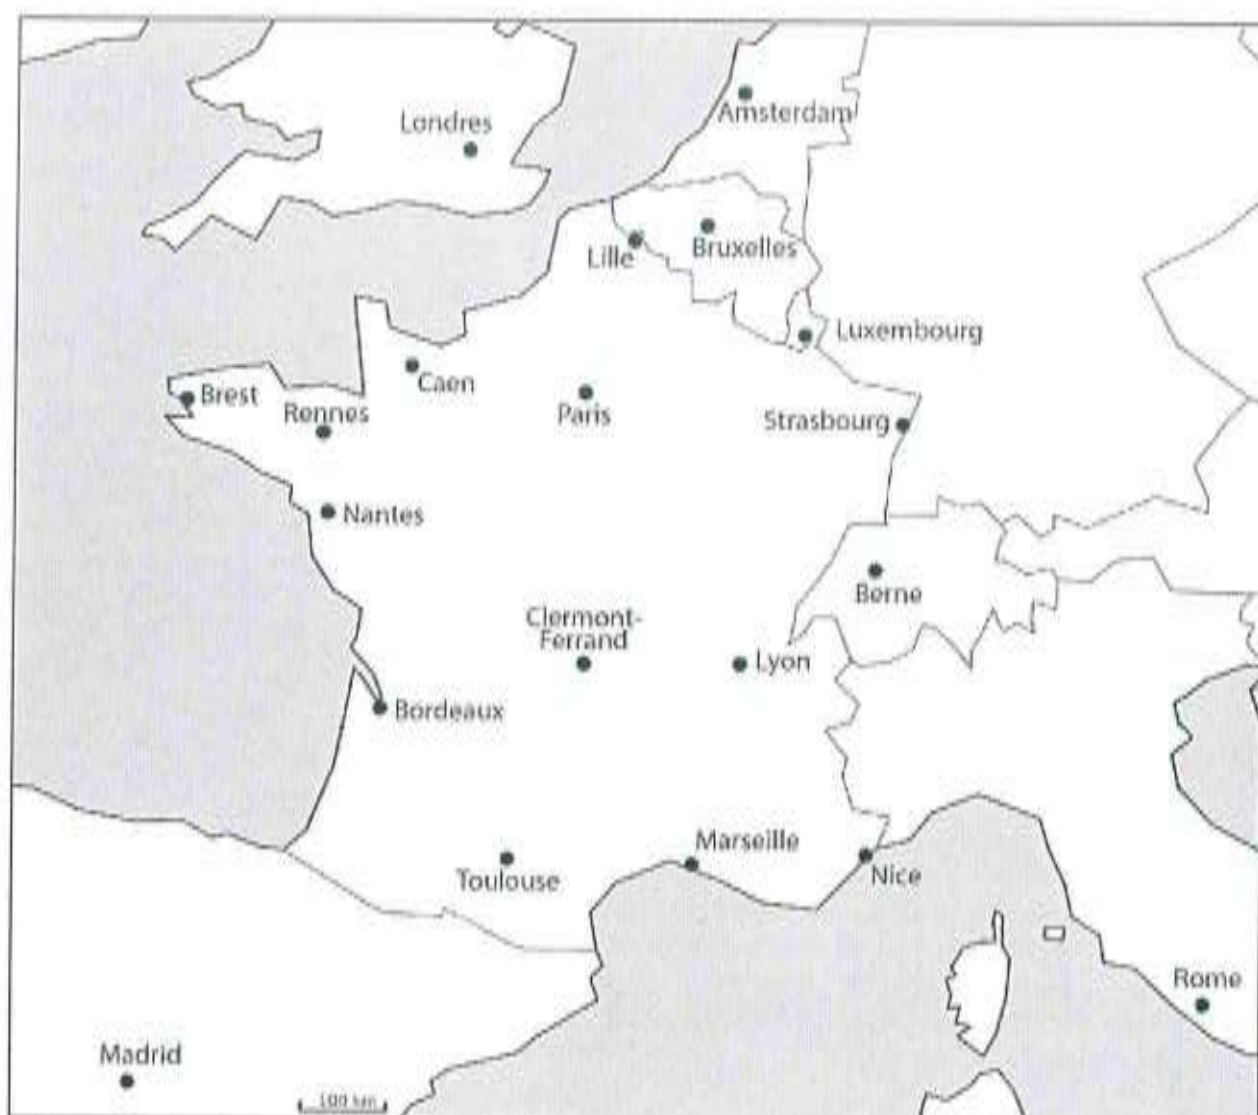 Amsterdam
Londres
Lille
Bruxelles
Luxembourg
Caen
Brest
Rennes
Paris
Strasbourg
Nantes
Berne
Clermont-
Ferrand
Lyon
Bordeaux
Marseille
Toulouse
Nice
Rome
Madrid
100 km